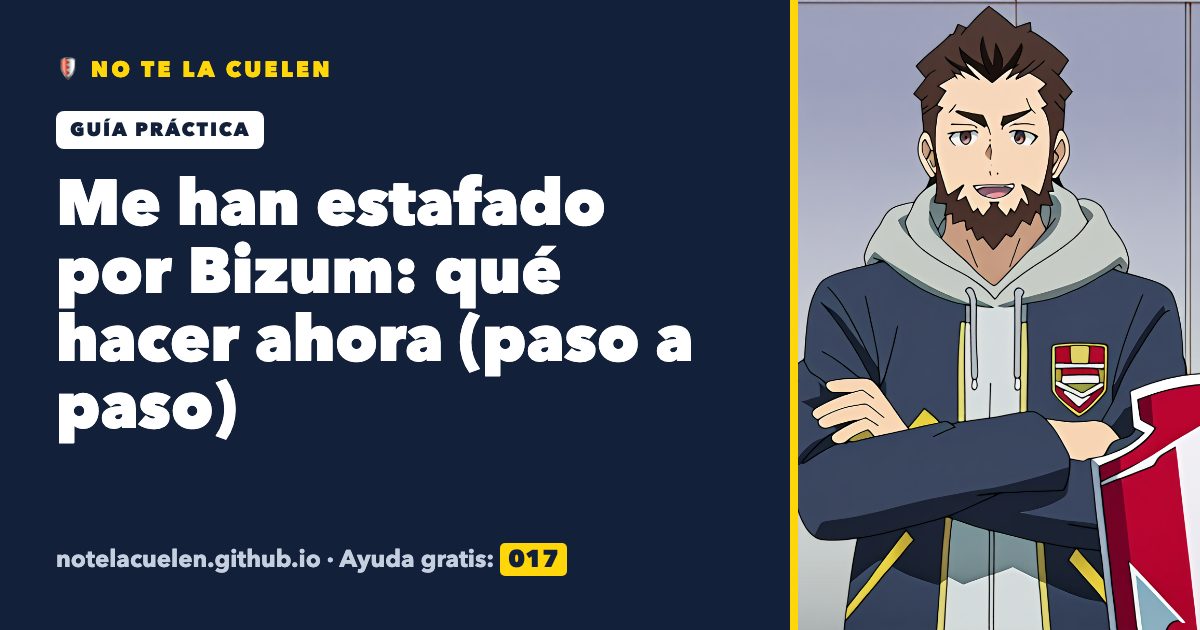 NO TE LA CUELEN
GUÍA PRÁCTICA
Me han estafado
por Bizum: qué
hacer ahora (paso a
paso)
notelacuelen.github.io · Ayuda gratis: 017